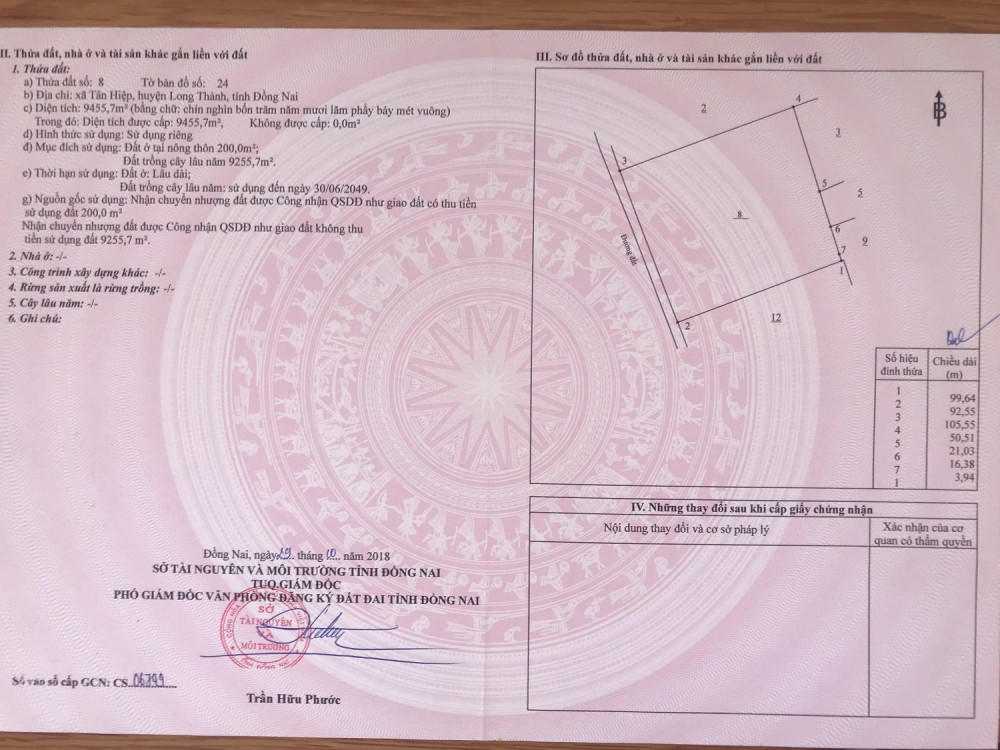 II. Thửa đất, nhà ở và tài sản khác gắn liền với đất
1. Thửa đất:
a) Thửa đất số: 8 Tờ bản đồ số: 24
b) Địa chỉ: xã Tân Hiệp, huyện Long Thành, tỉnh Đồng Nai
c) Diện tích: 9455,7m² (bằng chữ: chín nghìn bốn trăm năm mươi lăm phẩy bảy mét vuông)
Trong đó: Diện tích được cấp: 9455,7m², Không được cấp: 0,0m²
d) Hình thức sử dụng: Sử dụng riêng
đ) Mục đích sử dụng: Đất ở tại nông thôn 200,0m²;
Đất trồng cây lâu năm 9255,7m².
e) Thời hạn sử dụng: Đất ở: Lâu dài;
Đất trồng cây lâu năm: sử dụng đến ngày 30/06/2049.
g) Nguồn gốc sử dụng: Nhận chuyển nhượng đất được Công nhận QSDĐ như giao đất có thu tiền
sử dụng đất 200,0 m²
Nhận chuyển nhượng đất được Công nhận QSDĐ như giao đất không thu
tiền sử dụng đất 9255,7 m².
2. Nhà ở: -/-
3. Công trình xây dựng khác: -/-
4. Rừng sản xuất là rừng trồng: -/-
5. Cây lâu năm: -/-
6. Ghi chú:
Đồng Nai, ngày 29 tháng 10 năm 2018
SỞ TÀI NGUYÊN VÀ MÔI TRƯỜNG TỈNH ĐỒNG NAI
TUQ.GIÁM ĐỐC
PHÓ GIÁM ĐỐC VĂN PHÒNG ĐĂNG KÝ ĐẤT ĐAI TỈNH ĐỒNG NAI
SỞ
TÀI NGUYÊN
VÀ
MÔI TRƯỜNG
TỈNH ĐỒNG NAI
Số vào sổ cấp GCN: CS 06799
Trần Hữu Phước
III. Sơ đồ thửa đất, nhà ở và tài sản khác gắn liền với đất
B
2
4
3
3
5
5
8
6
9
7
1
Đường đất
2
12
Số hiệu đỉnh thửa Chiều dài (m)
1
99,64
2
92,55
3
105,55
4
50,51
5
21,03
6
16,38
7
3,94
1
IV. Những thay đổi sau khi cấp giấy chứng nhận
Nội dung thay đổi và cơ sở pháp lý
Xác nhận của cơ
quan có thẩm quyền